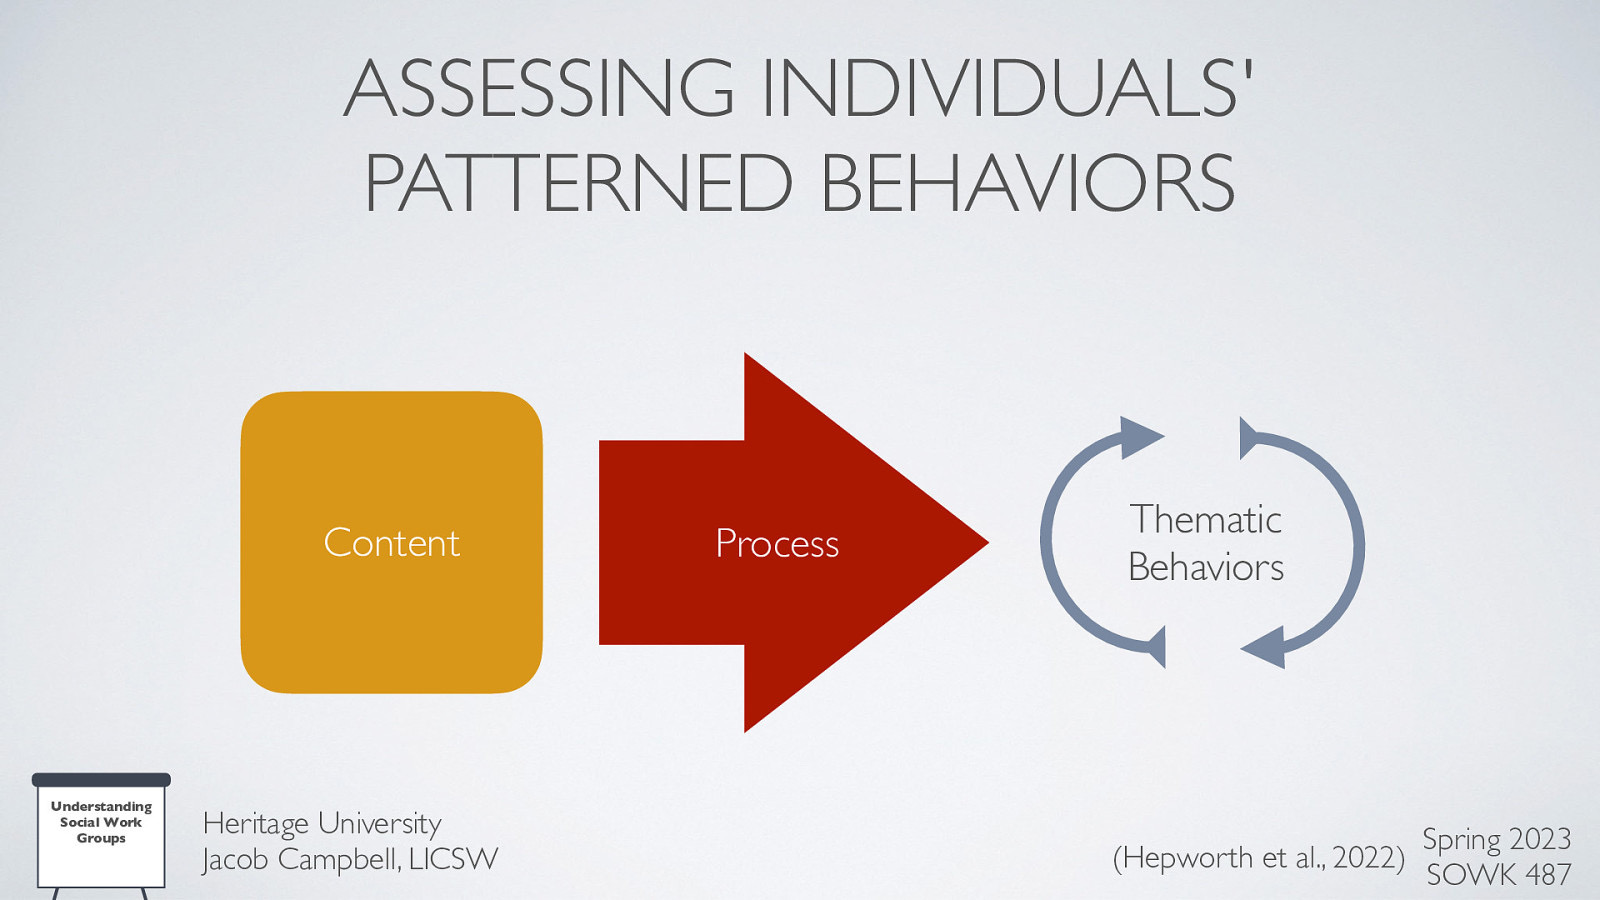 ASSESSING INDIVIDUALS'
PATTERNED BEHAVIORS
Content
Process
Thematic
Behaviors
Understanding
Social Work
Groups
Heritage University
Jacob Campbell, LICSW
(Hepworth et al., 2022)
Spring 2023
SOWK 487